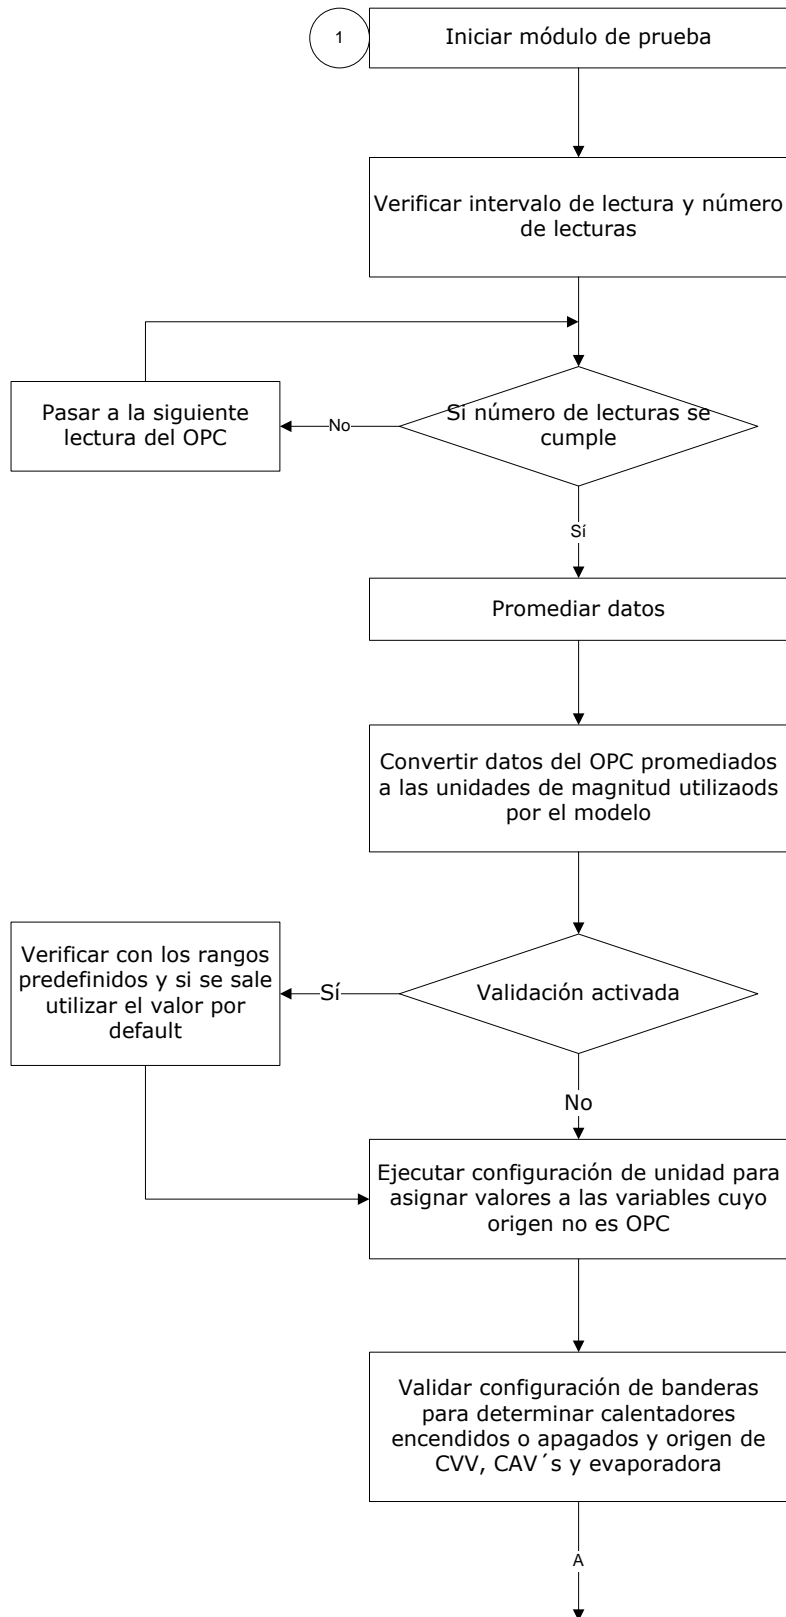 1
Iniciar módulo de prueba
Verificar intervalo de lectura y número
de lecturas
Pasar a la siguiente
lectura del OPC
No
Si número de lecturas se
cumple
Sí
Promediar datos
Convertir datos del OPC promediados
a las unidades de magnitud utilizaods
por el modelo
Verificar con los rangos
predefinidos y si se sale
utilizar el valor por
default
Sí
Validación activada
No
Ejecutar configuración de unidad para
asignar valores a las variables cuyo
origen no es OPC
Validar configuración de banderas
para determinar calentadores
encendidos o apagados y origen de
CVV, CAV´s y evaporadora
A